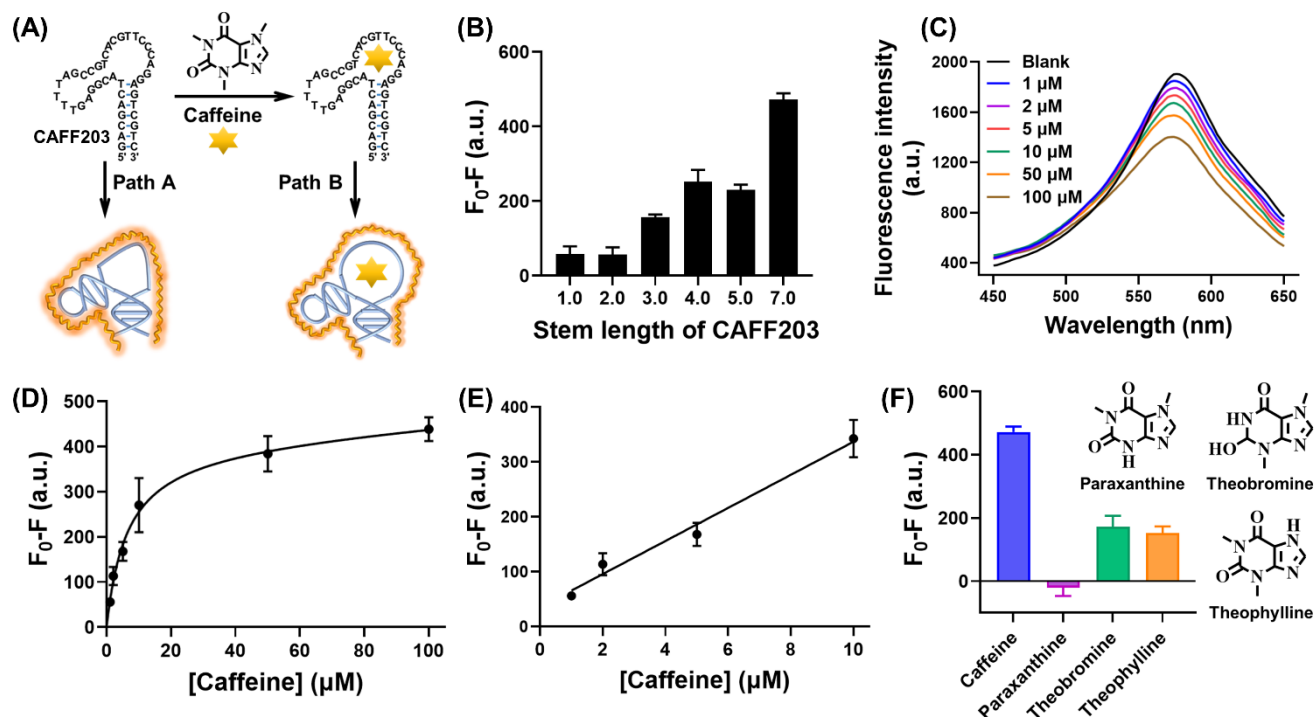 (A)
Caffeine
CAFF203
5' 3'
Path A
Path B
(B)
F₀-F (a.u.)
600
400
200
0
1.0 2.0 3.0 4.0 5.0 7.0
Stem length of CAFF203
(C)
Fluorescence intensity
(a.u.)
2000
1600
1200
800
400
Blank
1 µM
2 µM
5 µM
10 µM
50 µM
100 µM
450 500 550 600 650
Wavelength (nm)
(D)
F₀-F (a.u.)
500
400
300
200
100
0
0 20 40 60 80 100
[Caffeine] (µM)
(E)
F₀-F (a.u.)
400
300
200
100
0
0 2 4 6 8 10
[Caffeine] (µM)
(F)
F₀-F (a.u.)
600
400
200
0
Caffeine
Paraxanthine
Theobromine
Theophylline
Paraxanthine
Theobromine
Theophylline